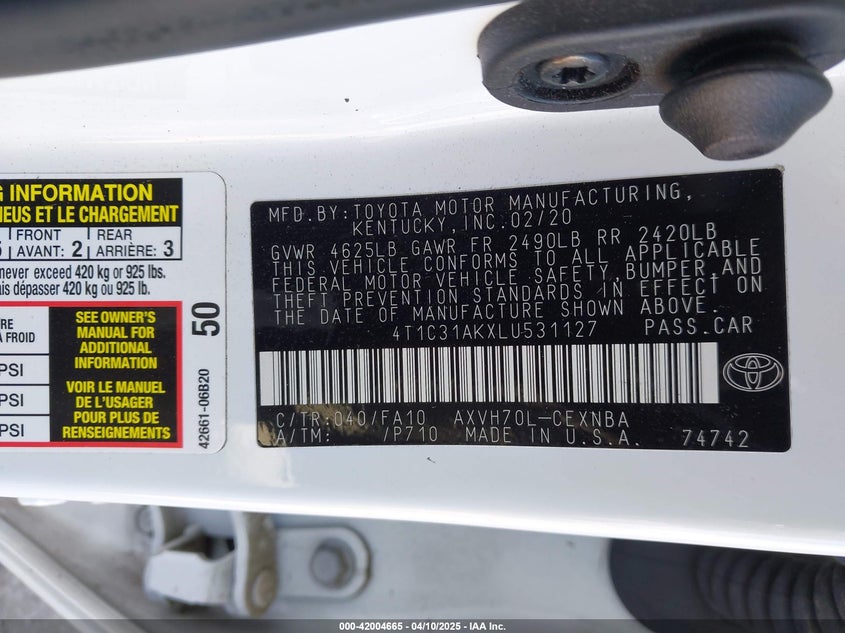 G INFORMATION
NEUS ET LE CHARGEMENT
5 | FRONT | REAR
AVANT: 2 | ARRIÈRE: 3
never exceed 420 kg or 925 lbs.
ais dépasser 420 kg ou 925 lb.
RE
A FROID
PSI
PSI
PSI
SEE OWNER'S
MANUAL FOR
ADDITIONAL
INFORMATION
VOIR LE MANUEL
DE L'USAGER
POUR PLUS DE
RENSEIGNEMENTS
50
42661-06B20
MFD.BY:TOYOTA MOTOR MANUFACTURING,
KENTUCKY,INC.02/20
GVWR 4625LB GAWR FR 2490LB RR 2420LB
THIS VEHICLE CONFORMS TO ALL APPLICABLE
FEDERAL MOTOR VEHICLE SAFETY,BUMPER,AND
THEFT PREVENTION STANDARDS IN EFFECT ON
THE DATE OF MANUFACTURE SHOWN ABOVE.
4T1C31AKXLU531127 PASS.CAR
C/TR:040/FA10 AXVH70L-CEXNBA
A/TM: /P710 MADE IN U.S.A. 74742
000-42004665 - 04/10/2025 - IAA Inc.